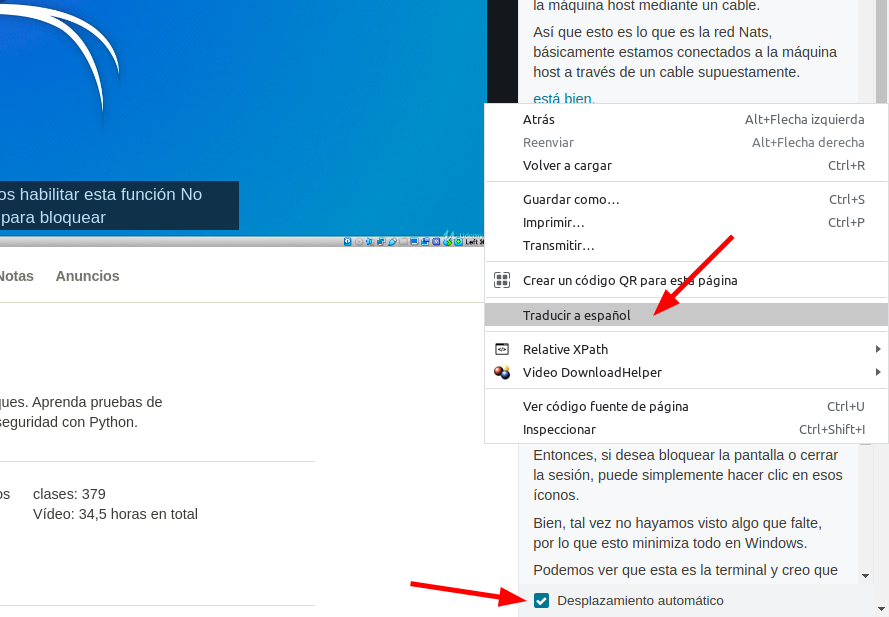 la máquina host mediante un cable.
Así que esto es lo que es la red Nats,
básicamente estamos conectados a la máquina
host a través de un cable supuestamente.
está bien.
os habilitar esta función No
para bloquear
Left
Notas Anuncios
ques. Aprenda pruebas de
seguridad con Python.
os clases: 379
Vídeo: 34,5 horas en total
Atrás Alt+Flecha izquierda
Reenviar Alt+Flecha derecha
Volver a cargar Ctrl+R
Guardar como… Ctrl+S
Imprimir… Ctrl+P
Transmitir…
Crear un código QR para esta página
Traducir a español
Relative XPath
Video DownloadHelper
Ver código fuente de página Ctrl+U
Inspeccionar Ctrl+Shift+I
Entonces, si desea bloquear la pantalla o cerrar
la sesión, puede simplemente hacer clic en esos
íconos.
Bien, tal vez no hayamos visto algo que falte,
por lo que esto minimiza todo en Windows.
Podemos ver que esta es la terminal y creo que
Desplazamiento automático